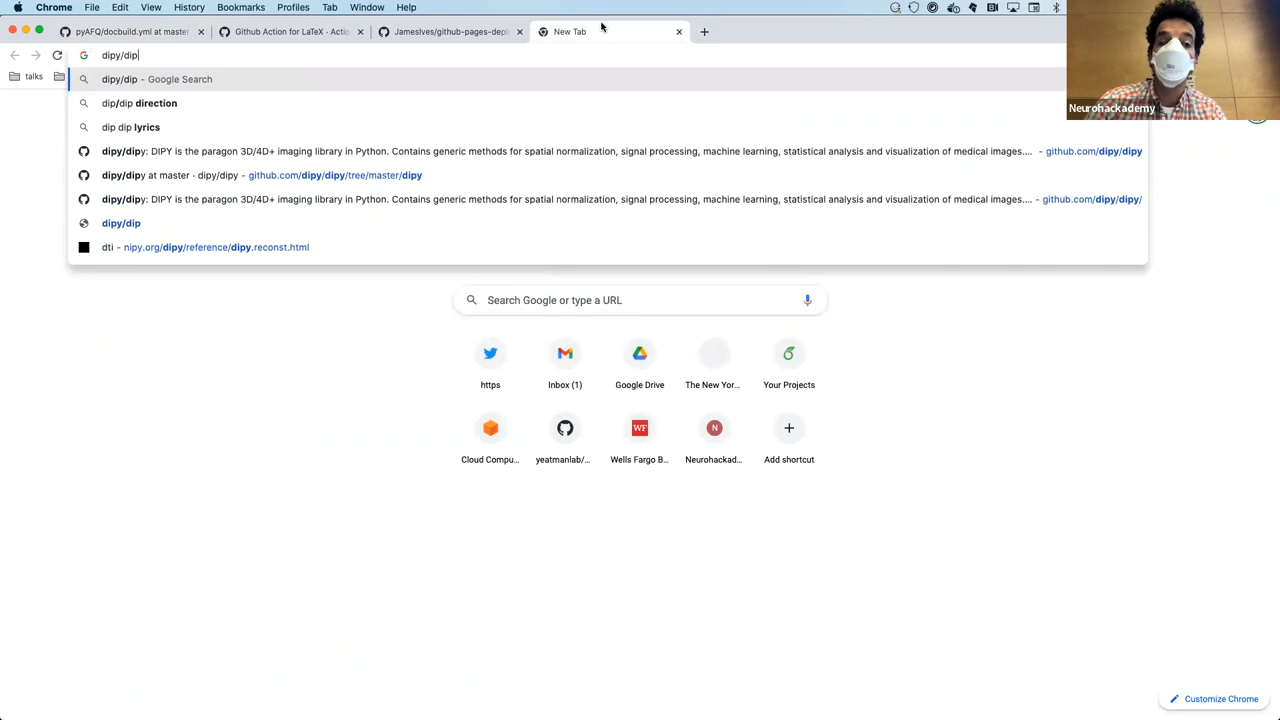 Chrome File Edit View History Bookmarks Profiles Tab Window Help
pyAFQ/docbuild.yml at master
Github Action for LaTeX - Actio
JamesIves/github-pages-depl
New Tab
dipy/dip
talks
dipy/dip - Google Search
dip/dip direction
dip dip lyrics
dipy/dipy: DIPY is the paragon 3D/4D+ imaging library in Python. Contains generic methods for spatial normalization, signal processing, machine learning, statistical analysis and visualization of medical images.... - github.com/dipy/dipy
dipy/dipy at master · dipy/dipy - github.com/dipy/dipy/tree/master/dipy
dipy/dipy: DIPY is the paragon 3D/4D+ imaging library in Python. Contains generic methods for spatial normalization, signal processing, machine learning, statistical analysis and visualization of medical images.... - github.com/dipy/dipy/
dipy/dip
dti - nipy.org/dipy/reference/dipy.reconst.html
Neurohackademy
Search Google or type a URL
https
Inbox (1)
Google Drive
The New Yor...
Your Projects
WF
N
Cloud Compu...
yeatmanlab/...
Wells Fargo B...
Neurohackad...
Add shortcut
Customize Chrome